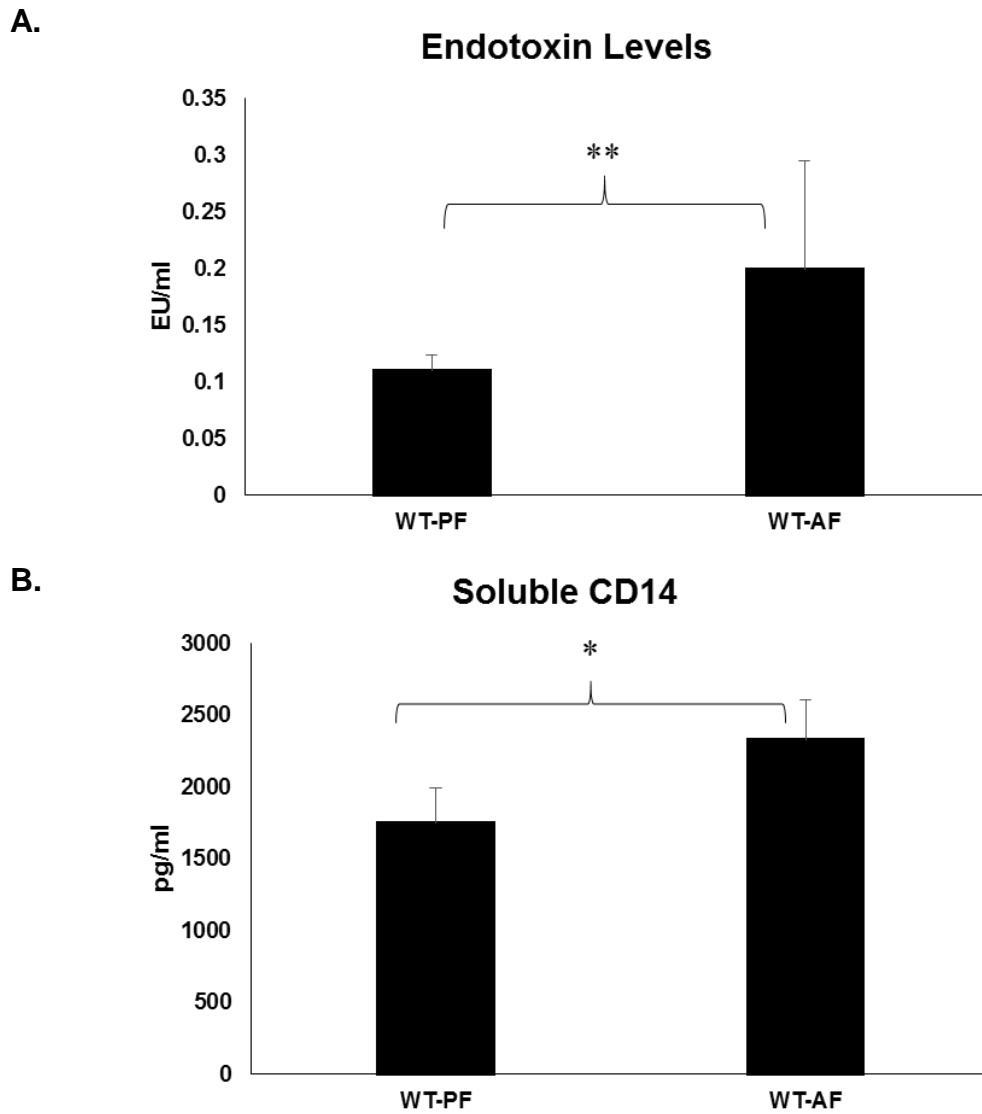 A.
Endotoxin Levels
0.35
0.3
0.25
0.2
0.15
0.1
0.05
0
EU/ml
**
WT-PF
WT-AF
B.
Soluble CD14
3000
2500
2000
1500
1000
500
0
pg/ml
*
WT-PF
WT-AF